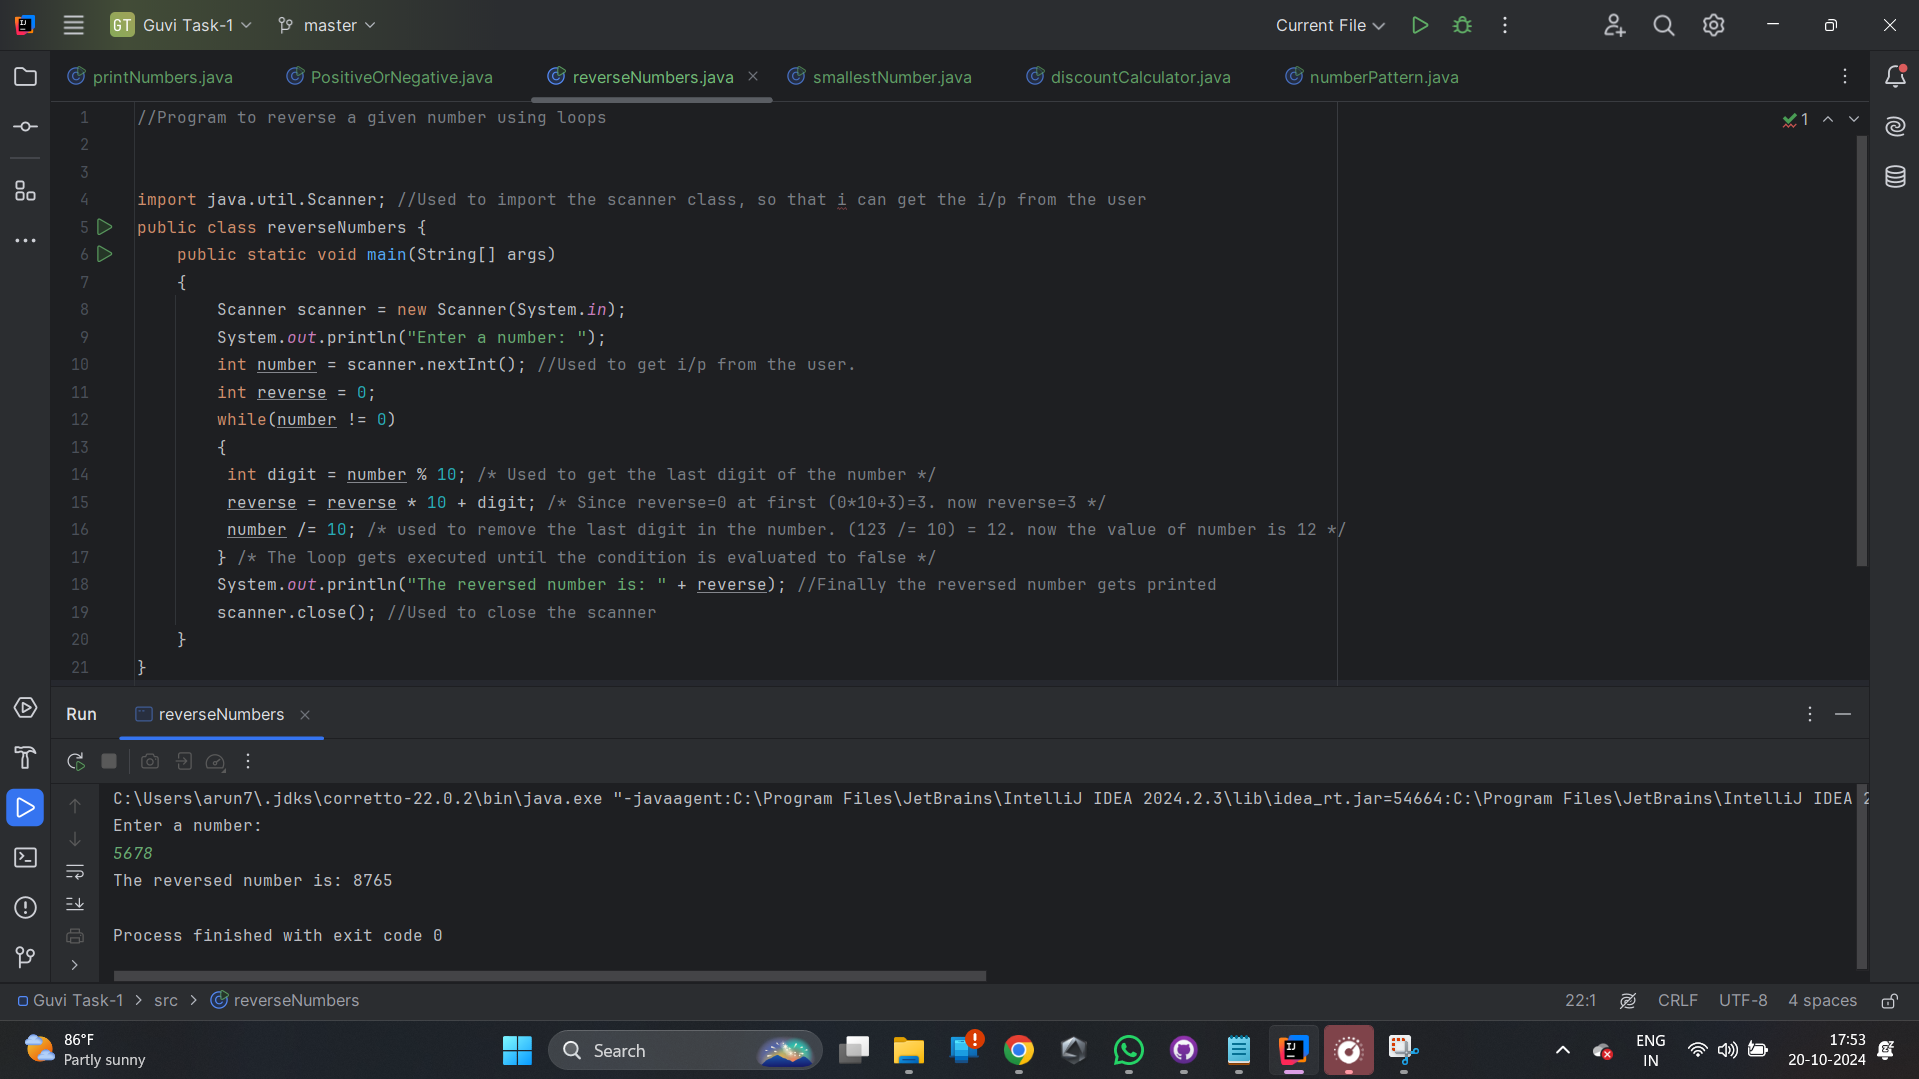 GT Guvi Task-1 master Current File
printNumbers.java PositiveOrNegative.java reverseNumbers.java smallestNumber.java discountCalculator.java numberPattern.java
1 //Program to reverse a given number using loops 1
2
3
4 import java.util.Scanner; //Used to import the scanner class, so that i can get the i/p from the user
5 public class reverseNumbers {
6 public static void main(String[] args)
7 {
8 Scanner scanner = new Scanner(System.in);
9 System.out.println("Enter a number: ");
10 int number = scanner.nextInt(); //Used to get i/p from the user.
11 int reverse = 0;
12 while(number != 0)
13 {
14 int digit = number % 10; /* Used to get the last digit of the number */
15 reverse = reverse * 10 + digit; /* Since reverse=0 at first (0*10+3)=3. now reverse=3 */
16 number /= 10; /* used to remove the last digit in the number. (123 /= 10) = 12. now the value of number is 12 */
17 } /* The loop gets executed until the condition is evaluated to false */
18 System.out.println("The reversed number is: " + reverse); //Finally the reversed number gets printed
19 scanner.close(); //Used to close the scanner
20 }
21 }
Run reverseNumbers
C:\Users\arun7\.jdks\corretto-22.0.2\bin\java.exe "-javaagent:C:\Program Files\JetBrains\IntelliJ IDEA 2024.2.3\lib\idea_rt.jar=54664:C:\Program Files\JetBrains\IntelliJ IDEA 2
Enter a number:
5678
The reversed number is: 8765
Process finished with exit code 0
Guvi Task-1 > src > reverseNumbers 22:1 CRLF UTF-8 4 spaces
86°F
Partly sunny
Search
ENG
IN
17:53
20-10-2024